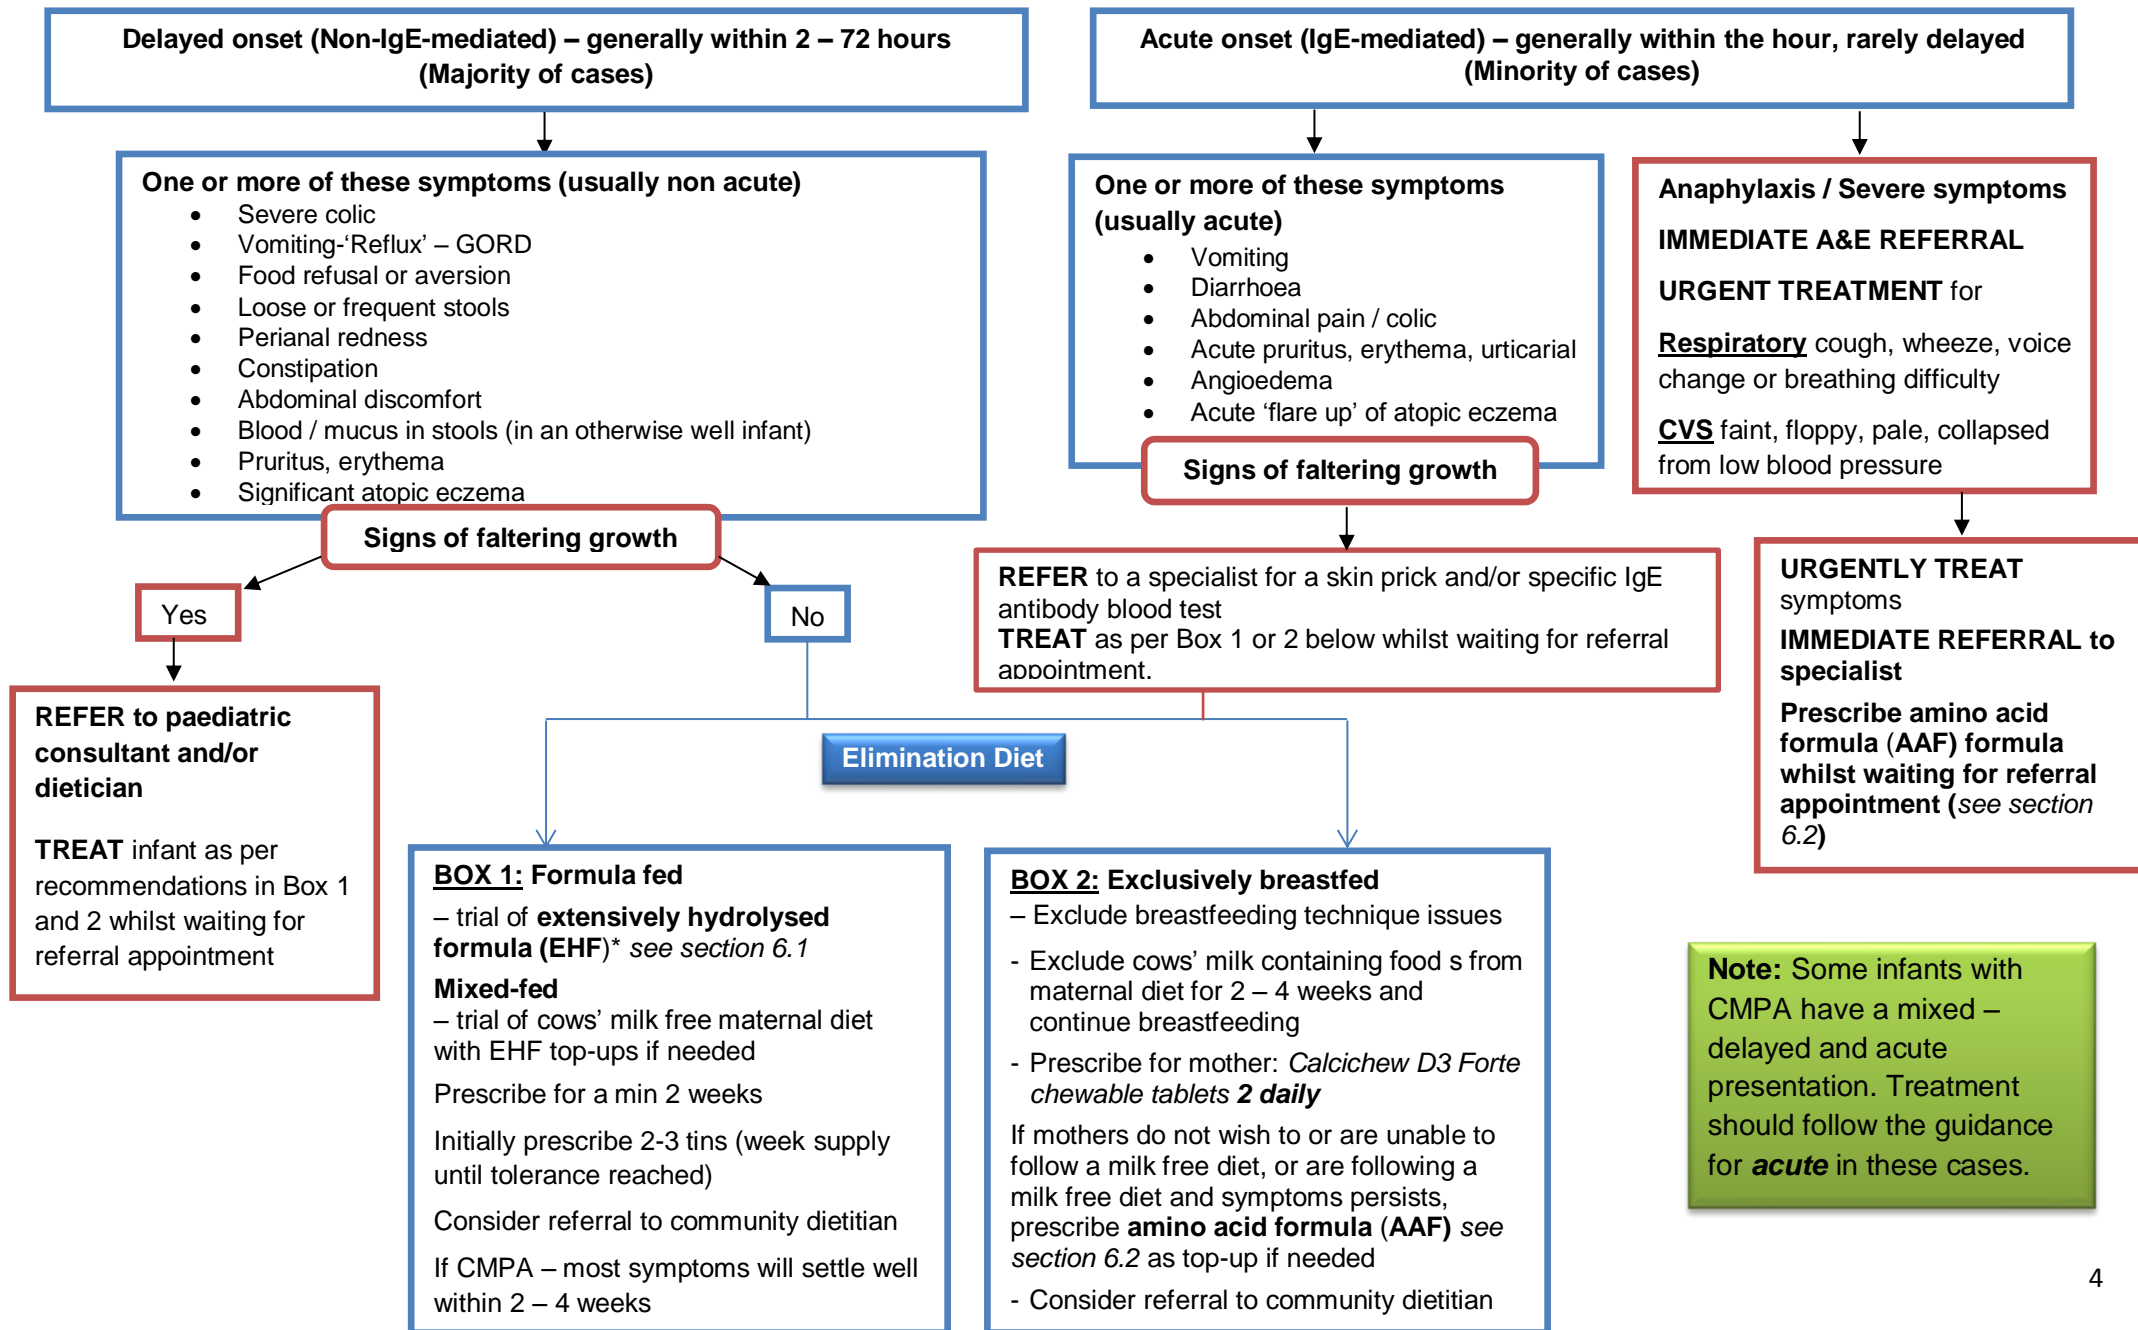 Delayed onset (Non-IgE-mediated) – generally within 2 – 72 hours
(Majority of cases)
Acute onset (IgE-mediated) – generally within the hour, rarely delayed
(Minority of cases)
One or more of these symptoms (usually non acute)
• Severe colic
• Vomiting-‘Reflux’ – GORD
• Food refusal or aversion
• Loose or frequent stools
• Perianal redness
• Constipation
• Abdominal discomfort
• Blood / mucus in stools (in an otherwise well infant)
• Pruritus, erythema
• Significant atopic eczema
Signs of faltering growth
Yes
No
REFER to paediatric
consultant and/or
dietician
TREAT infant as per
recommendations in Box 1
and 2 whilst waiting for
referral appointment
One or more of these symptoms
(usually acute)
• Vomiting
• Diarrhoea
• Abdominal pain / colic
• Acute pruritus, erythema, urticarial
• Angioedema
• Acute ‘flare up’ of atopic eczema
Signs of faltering growth
REFER to a specialist for a skin prick and/or specific IgE
antibody blood test
TREAT as per Box 1 or 2 below whilst waiting for referral
appointment.
Anaphylaxis / Severe symptoms
IMMEDIATE A&E REFERRAL
URGENT TREATMENT for
Respiratory cough, wheeze, voice
change or breathing difficulty
CVS faint, floppy, pale, collapsed
from low blood pressure
URGENTLY TREAT
symptoms
IMMEDIATE REFERRAL to
specialist
Prescribe amino acid
formula (AAF) formula
whilst waiting for referral
appointment (see section
6.2)
Elimination Diet
BOX 1: Formula fed
– trial of extensively hydrolysed
formula (EHF)* see section 6.1
Mixed-fed
– trial of cows’ milk free maternal diet
with EHF top-ups if needed
Prescribe for a min 2 weeks
Initially prescribe 2-3 tins (week supply
until tolerance reached)
Consider referral to community dietitian
If CMPA – most symptoms will settle well
within 2 – 4 weeks
BOX 2: Exclusively breastfed
– Exclude breastfeeding technique issues
- Exclude cows’ milk containing food s from
maternal diet for 2 – 4 weeks and
continue breastfeeding
- Prescribe for mother: Calcichew D3 Forte
chewable tablets 2 daily
If mothers do not wish to or are unable to
follow a milk free diet, or are following a
milk free diet and symptoms persists,
prescribe amino acid formula (AAF) see
section 6.2 as top-up if needed
- Consider referral to community dietitian
Note: Some infants with
CMPA have a mixed –
delayed and acute
presentation. Treatment
should follow the guidance
for acute in these cases.
4